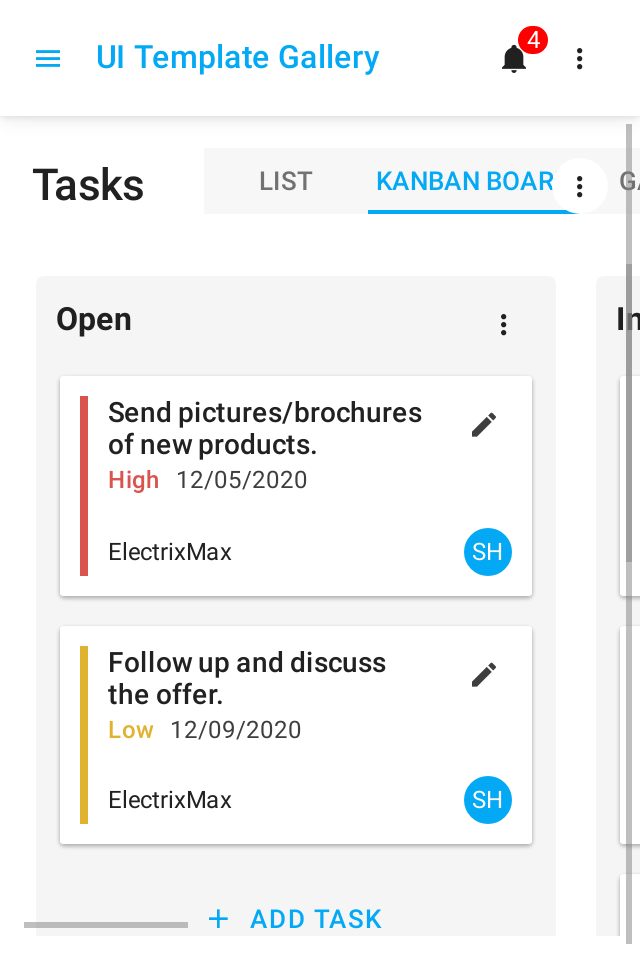 UI Template Gallery
4
Tasks
LIST
KANBAN BOAR
Open
In
Send pictures/brochures
of new products.
High 12/05/2020
ElectrixMax
SH
Follow up and discuss
the offer.
Low 12/09/2020
ElectrixMax
SH
+ ADD TASK